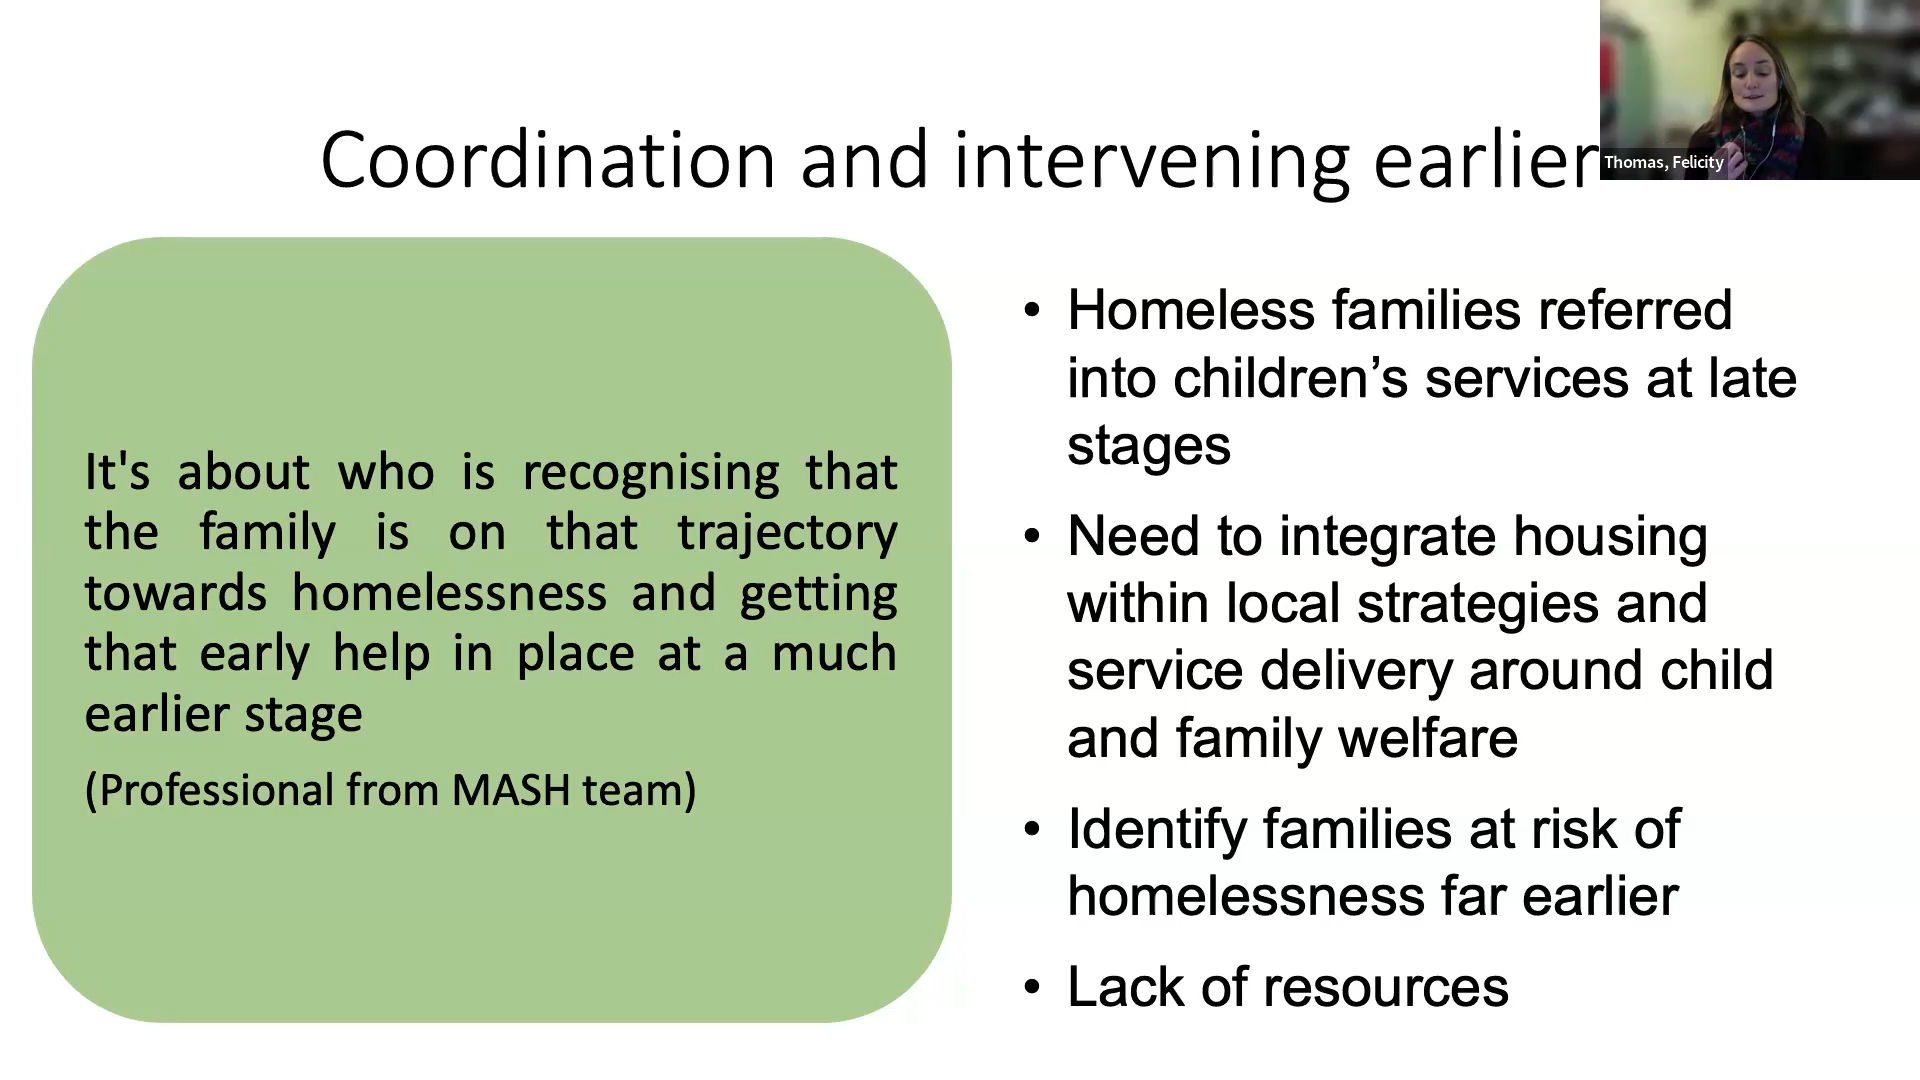 Coordination and intervening earlier
Thomas, Felicity
It's about who is recognising that
the family is on that trajectory
towards homelessness and getting
that early help in place at a much
earlier stage
(Professional from MASH team)
• Homeless families referred
into children’s services at late
stages
• Need to integrate housing
within local strategies and
service delivery around child
and family welfare
• Identify families at risk of
homelessness far earlier
• Lack of resources